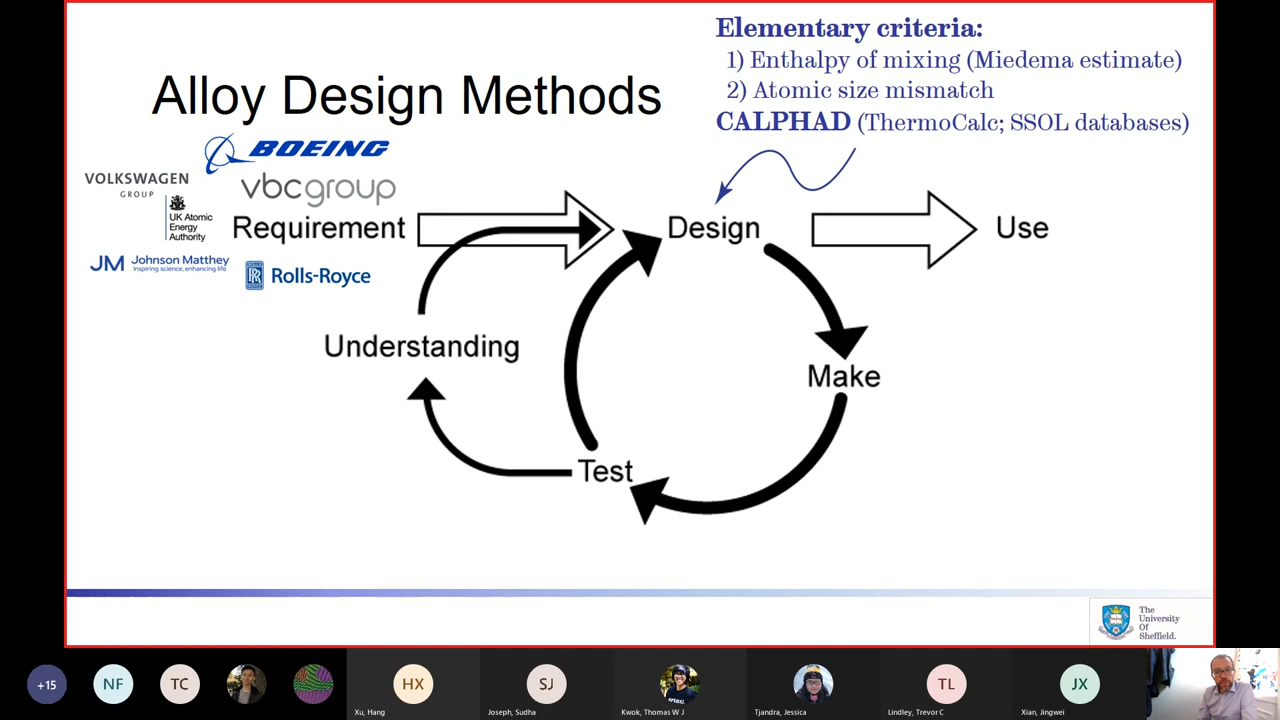 Elementary criteria:
1) Enthalpy of mixing (Miedema estimate)
2) Atomic size mismatch
CALPHAD (ThermoCalc; SSOL databases)
Alloy Design Methods
BOEING
VOLKSWAGEN
GROUP
vbcgroup
UK Atomic
Energy
Authority
Requirement
Design
Use
JM Johnson Matthey
Inspiring science, enhancing life
RR Rolls-Royce
Understanding
Make
Test
The
University
Of
Sheffield.
+15
NF
TC
HX
SJ
TL
JX
Xu, Hang
Joseph, Sudha
Kwok, Thomas W J
Tjandra, Jessica
Lindley, Trevor C
Xian, Jingwei